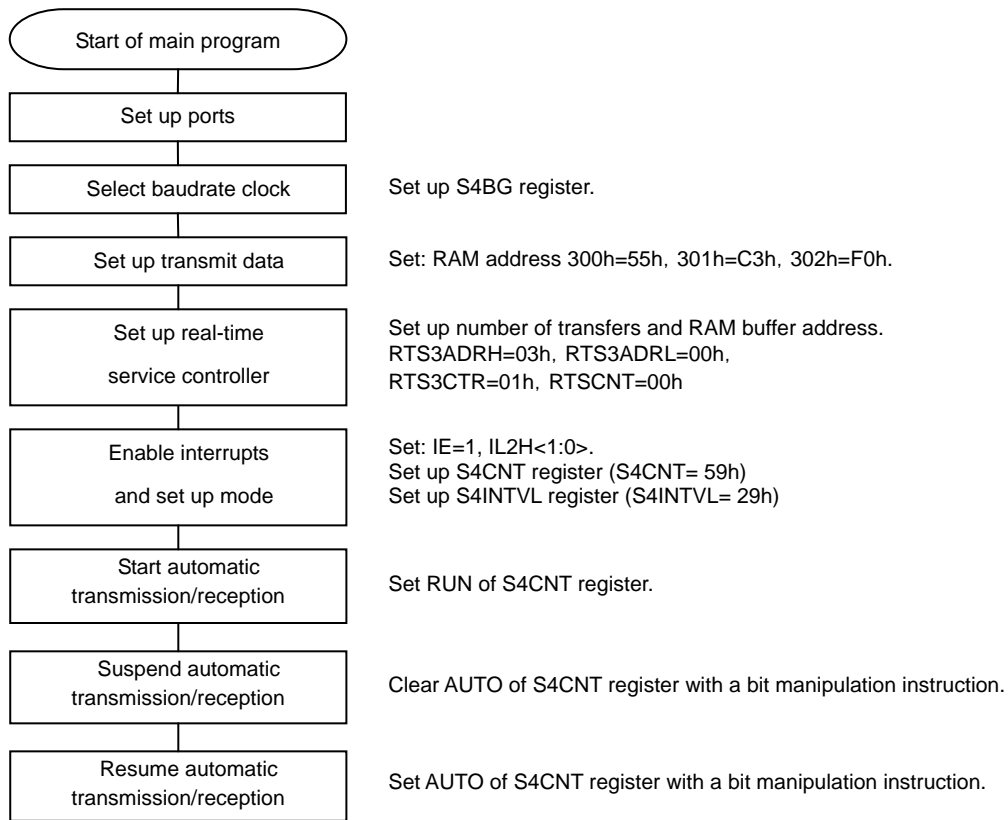 Start of main program
Set up ports
Select baudrate clock
Set up S4BG register.
Set up transmit data
Set: RAM address 300h=55h, 301h=C3h, 302h=F0h.
Set up real-time
service controller
Set up number of transfers and RAM buffer address.
RTS3ADRH=03h, RTS3ADRL=00h,
RTS3CTR=01h, RTSCNT=00h
Enable interrupts
and set up mode
Set: IE=1, IL2H<1:0>.
Set up S4CNT register (S4CNT= 59h)
Set up S4INTVL register (S4INTVL= 29h)
Start automatic
transmission/reception
Set RUN of S4CNT register.
Suspend automatic
transmission/reception
Clear AUTO of S4CNT register with a bit manipulation instruction.
Resume automatic
transmission/reception
Set AUTO of S4CNT register with a bit manipulation instruction.